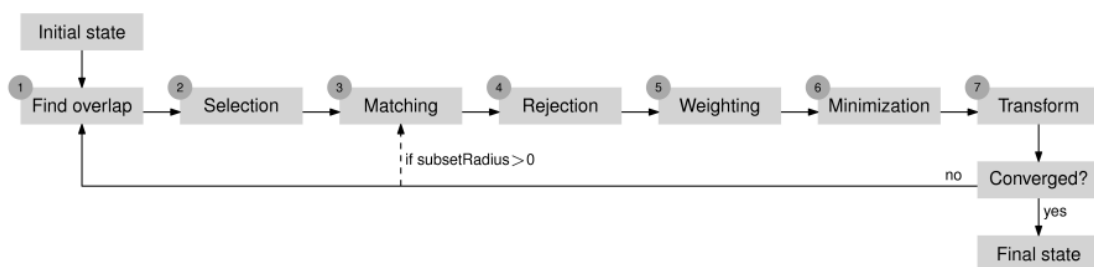 Initial state
1
Find overlap
2
Selection
3
Matching
4
Rejection
5
Weighting
6
Minimization
7
Transform
if subsetRadius>0
no
Converged?
yes
Final state